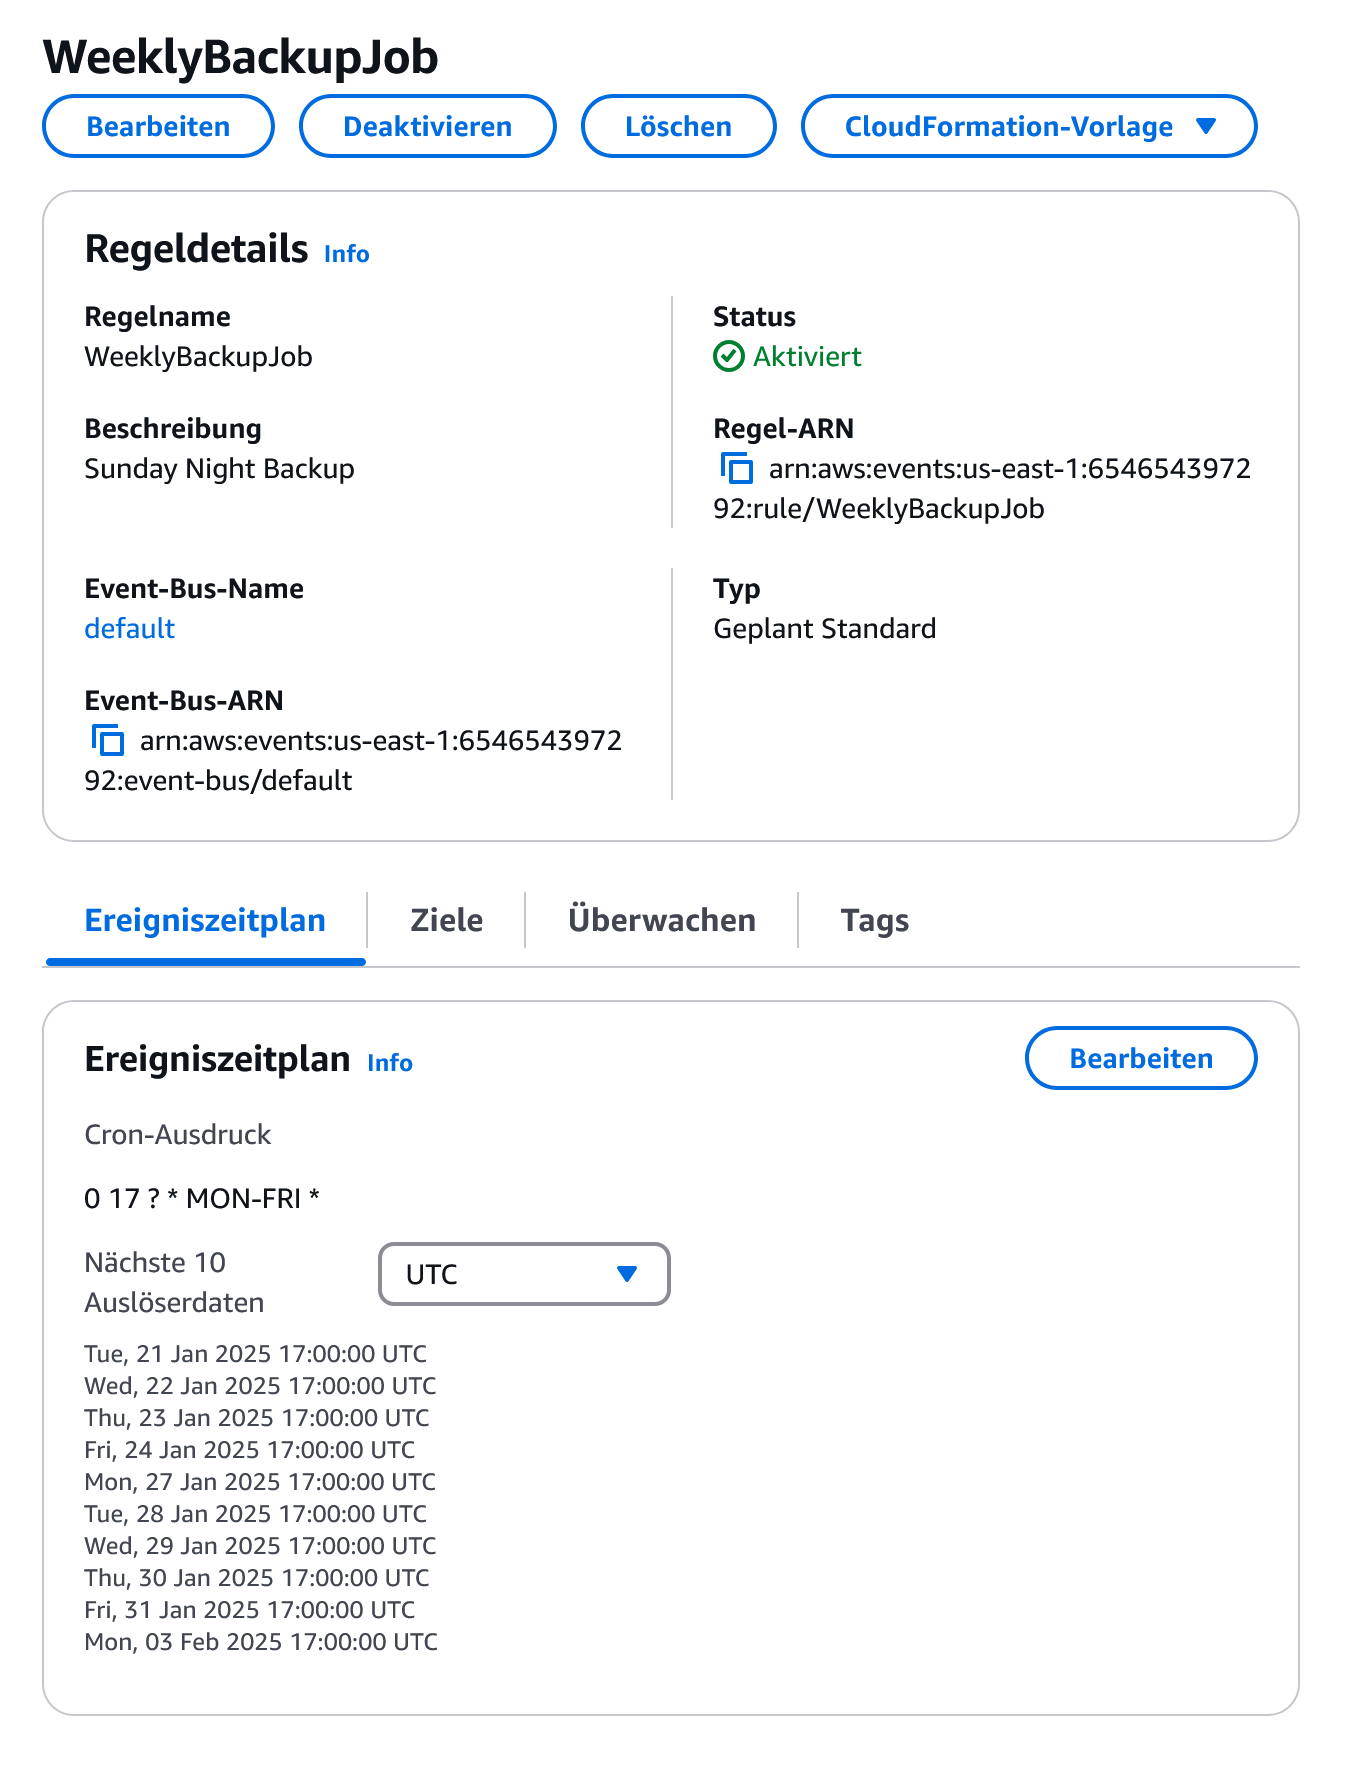 WeeklyBackupJob
Bearbeiten Deaktivieren Löschen CloudFormation-Vorlage
Regeldetails Info
Regelname
WeeklyBackupJob
Status
Aktiviert
Beschreibung
Sunday Night Backup
Regel-ARN
arn:aws:events:us-east-1:6546543972
92:rule/WeeklyBackupJob
Event-Bus-Name
default
Typ
Geplant Standard
Event-Bus-ARN
arn:aws:events:us-east-1:6546543972
92:event-bus/default
Ereigniszeitplan Ziele Überwachen Tags
Ereigniszeitplan Info Bearbeiten
Cron-Ausdruck
0 17 ? * MON-FRI *
Nächste 10
Auslöserdaten
UTC
Tue, 21 Jan 2025 17:00:00 UTC
Wed, 22 Jan 2025 17:00:00 UTC
Thu, 23 Jan 2025 17:00:00 UTC
Fri, 24 Jan 2025 17:00:00 UTC
Mon, 27 Jan 2025 17:00:00 UTC
Tue, 28 Jan 2025 17:00:00 UTC
Wed, 29 Jan 2025 17:00:00 UTC
Thu, 30 Jan 2025 17:00:00 UTC
Fri, 31 Jan 2025 17:00:00 UTC
Mon, 03 Feb 2025 17:00:00 UTC